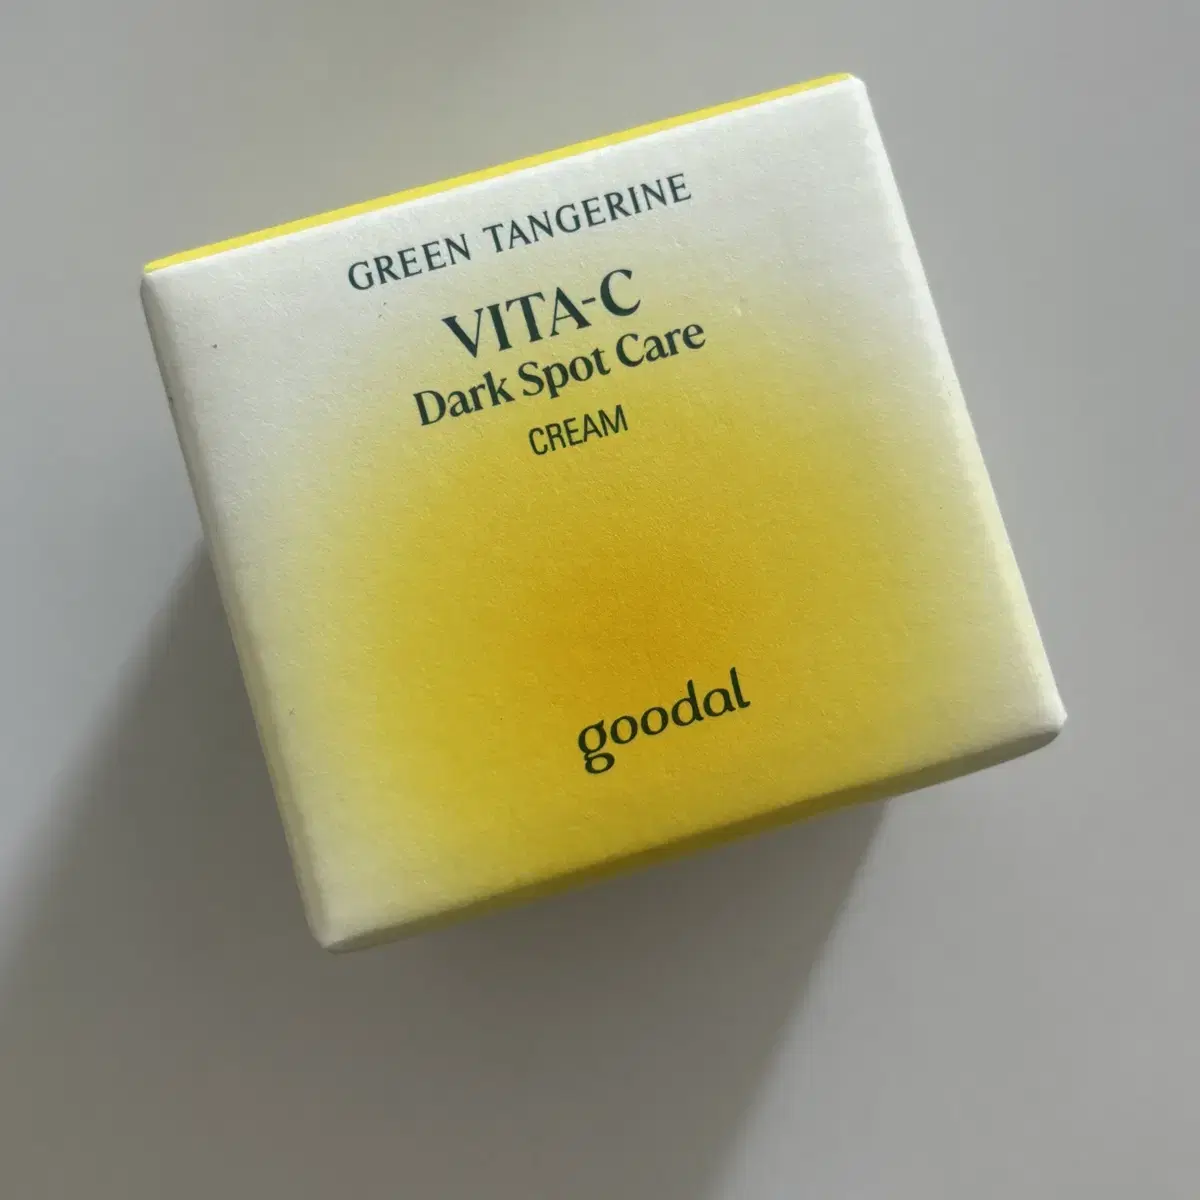 GREEN TANGERINE
VITA-C
Dark Spot Care
CREAM
goodal